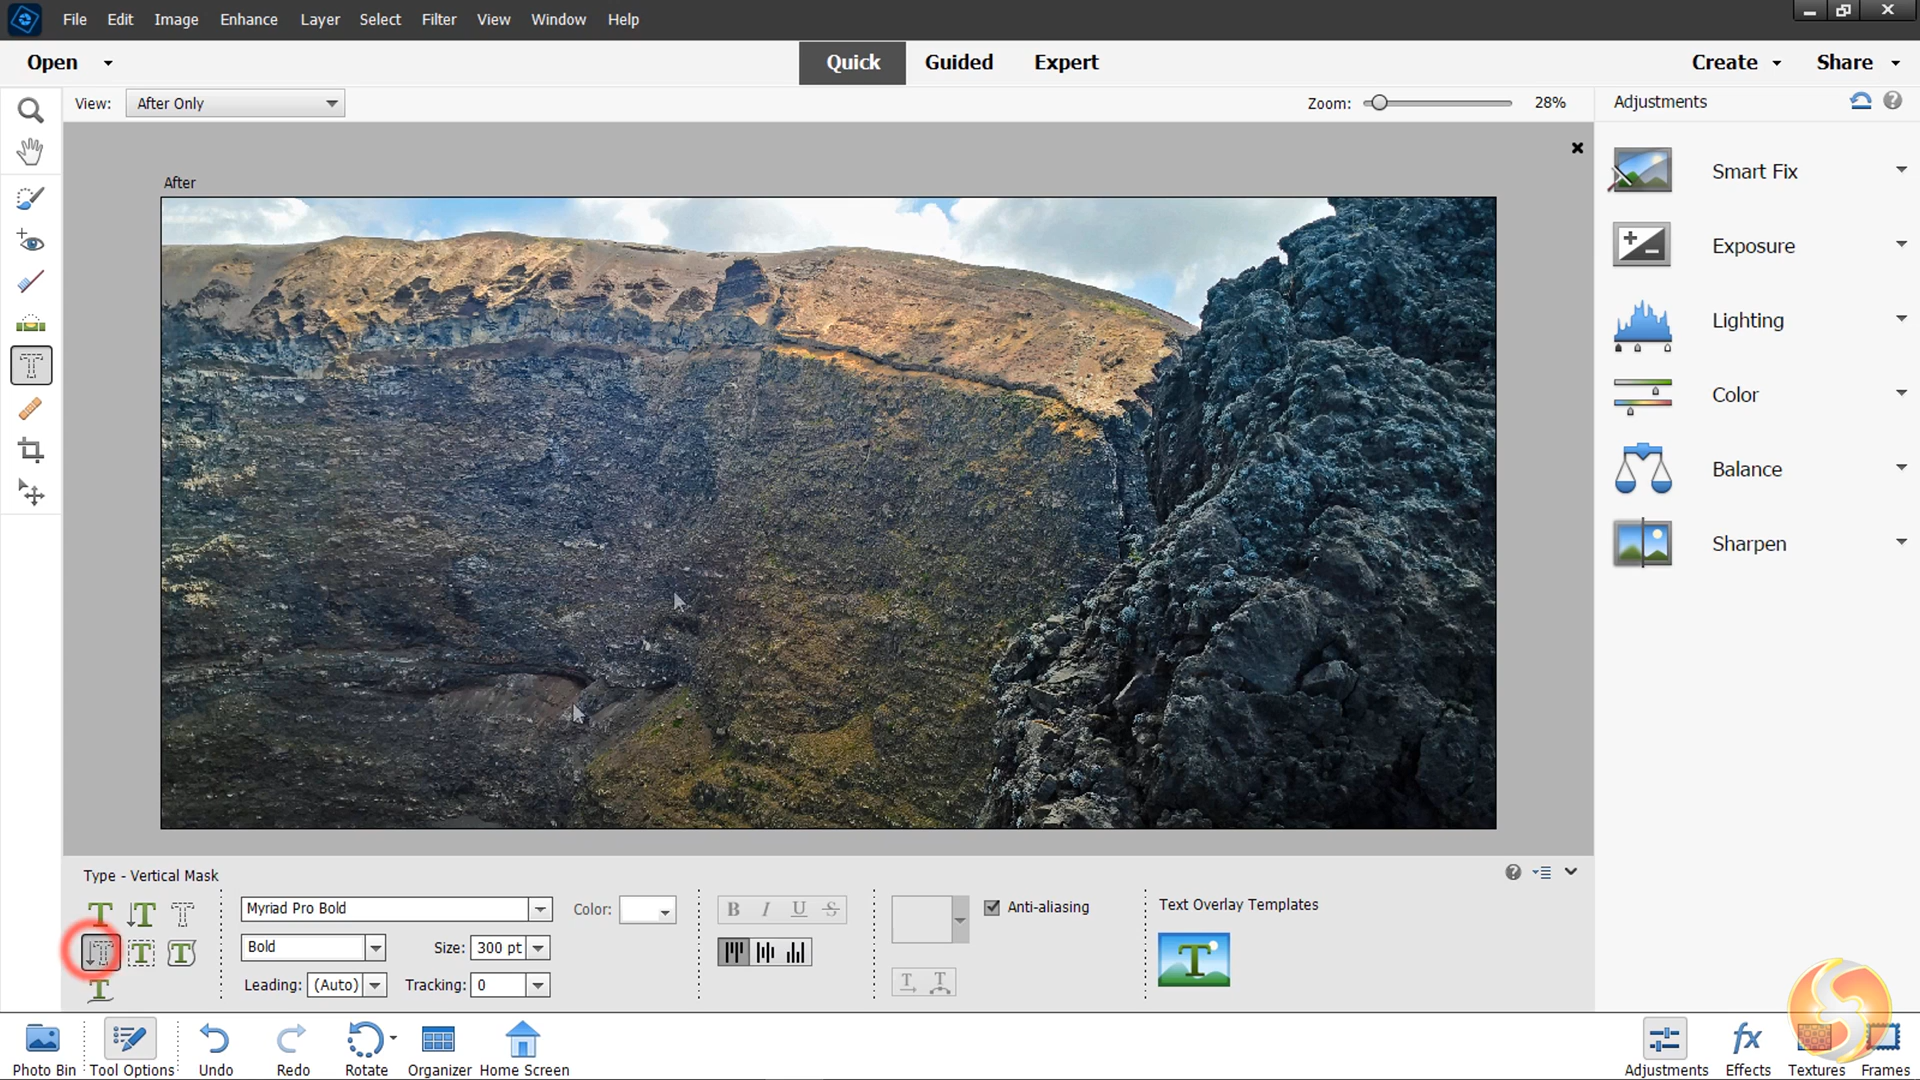 File Edit Image Enhance Layer Select Filter View Window Help
Open Quick Guided Expert Create Share
View: After Only Zoom: 28% Adjustments
After
Smart Fix
Exposure
Lighting
Color
Balance
Sharpen
Type - Vertical Mask
Myriad Pro Bold Color: B I U S Anti-aliasing Text Overlay Templates
Bold Size: 300 pt
Leading: (Auto) Tracking: 0
Photo Bin Tool Options Undo Redo Rotate Organizer Home Screen Adjustments Effects Textures Frames